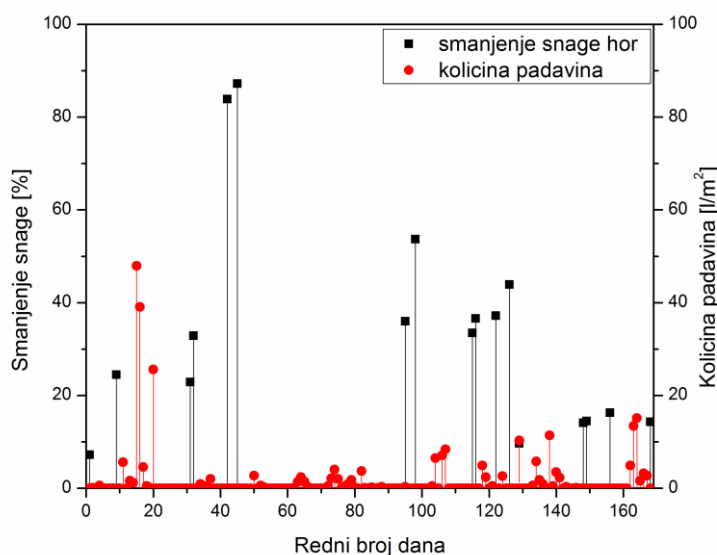 smanjenje snage hor
kolicina padavina
Smanjenje snage [%]
100
80
60
40
20
0
100
80
60
40
20
0
Kolicina padavina [l/m²]
0 20 40 60 80 100 120 140 160
Redni broj dana